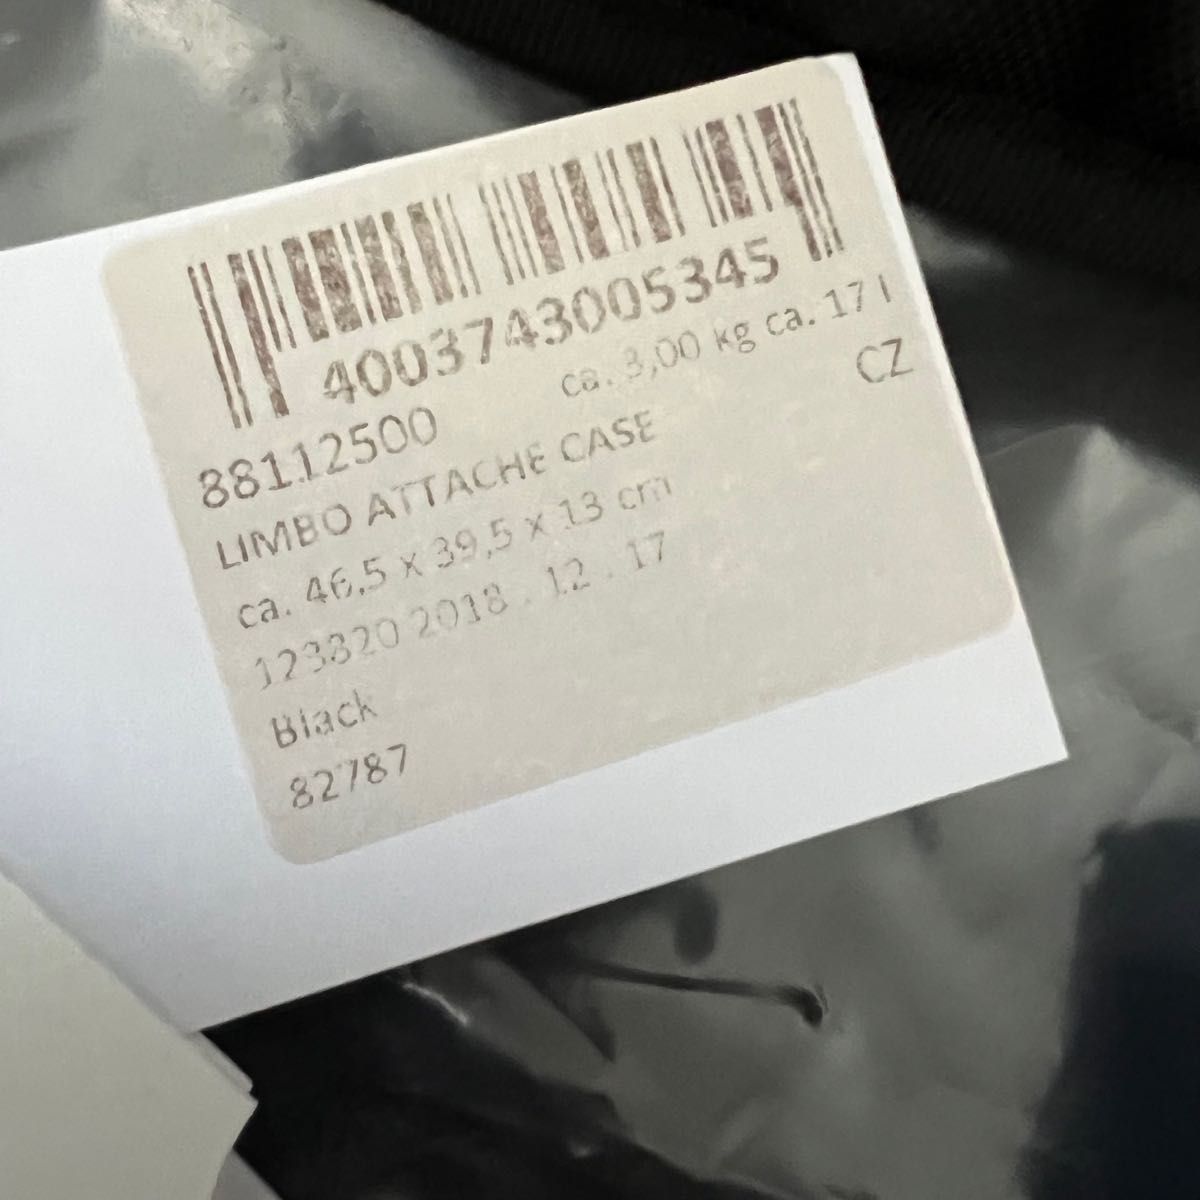 4003743005345
ca. 3,00 kg ca. 17 l
88112500
CZ
LIMBO ATTACHE CASE
ca. 46,5 x 39,5 x 13 cm
123820 2018 . 12 . 17
Black
82787